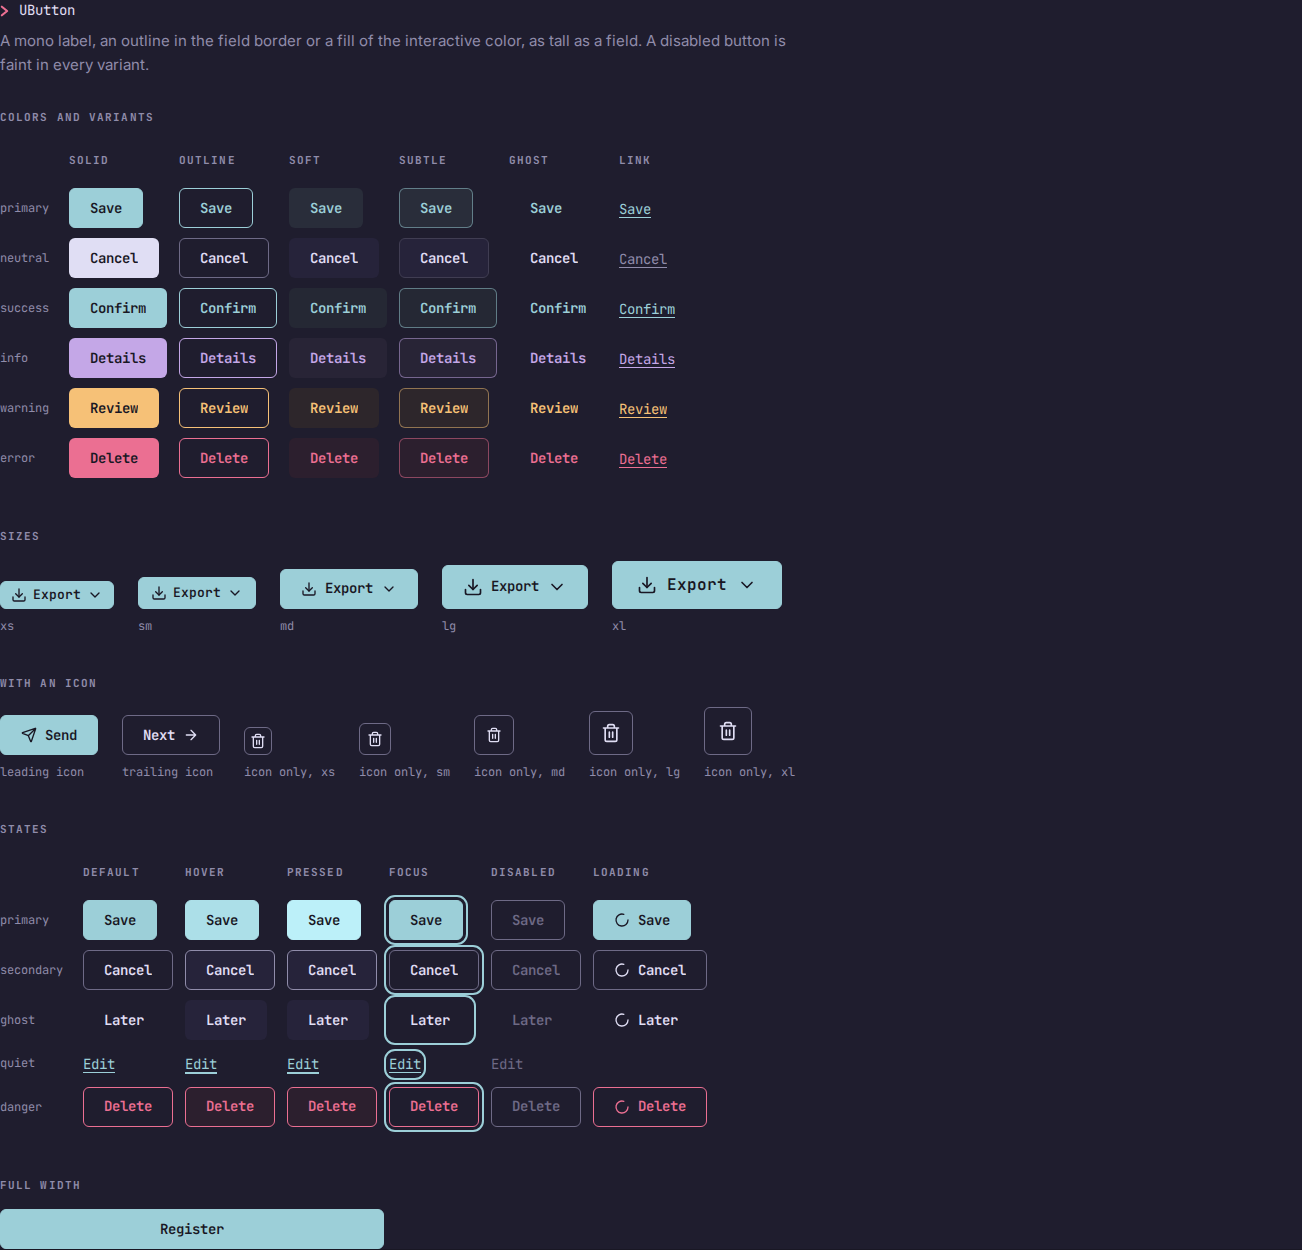 UButton
A mono label, an outline in the field border or a fill of the interactive color, as tall as a field. A disabled button is
faint in every variant.
COLORS AND VARIANTS
SOLID OUTLINE SOFT SUBTLE GHOST LINK
primary Save Save Save Save Save Save
neutral Cancel Cancel Cancel Cancel Cancel Cancel
success Confirm Confirm Confirm Confirm Confirm Confirm
info Details Details Details Details Details Details
warning Review Review Review Review Review Review
error Delete Delete Delete Delete Delete Delete
SIZES
Export Export Export Export Export
xs sm md lg xl
WITH AN ICON
Send Next
leading icon trailing icon icon only, xs icon only, sm icon only, md icon only, lg icon only, xl
STATES
DEFAULT HOVER PRESSED FOCUS DISABLED LOADING
primary Save Save Save Save Save Save
secondary Cancel Cancel Cancel Cancel Cancel Cancel
ghost Later Later Later Later Later Later
quiet Edit Edit Edit Edit Edit
danger Delete Delete Delete Delete Delete Delete
FULL WIDTH
Register